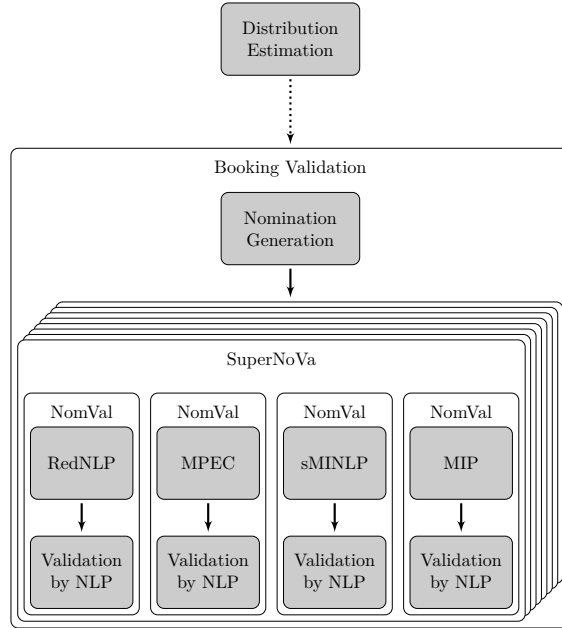 Distribution
Estimation
Booking Validation
Nomination
Generation
SuperNoVa
NomVal
NomVal
NomVal
NomVal
RedNLP
MPEC
sMINLP
MIP
Validation
by NLP
Validation
by NLP
Validation
by NLP
Validation
by NLP